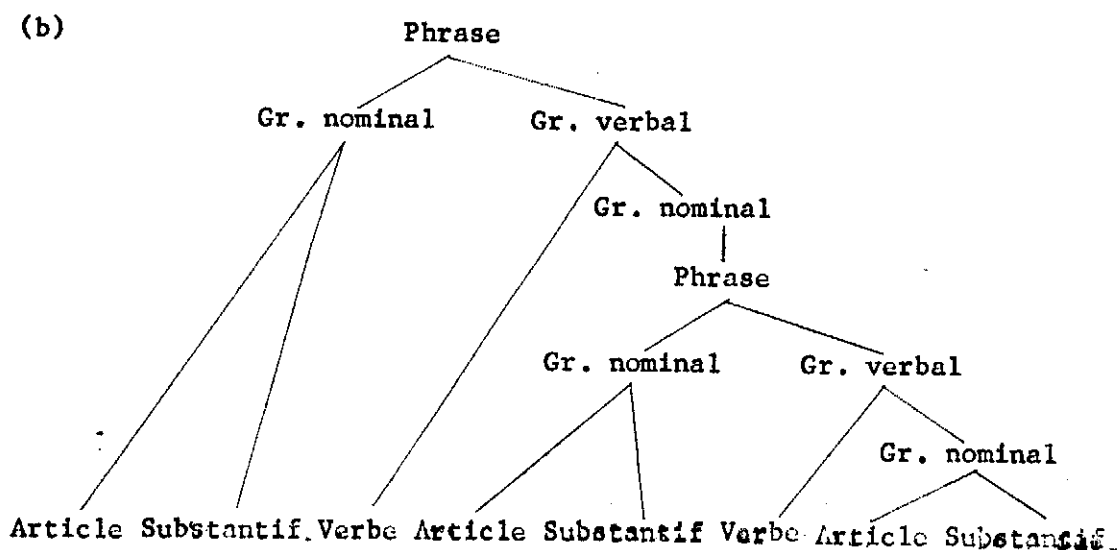 (b)
Phrase
Gr. nominal Gr. verbal
Gr. nominal
Phrase
Gr. nominal Gr. verbal
Gr. nominal
Article Substantif Verbe Article Substantif Verbe Article Substantif